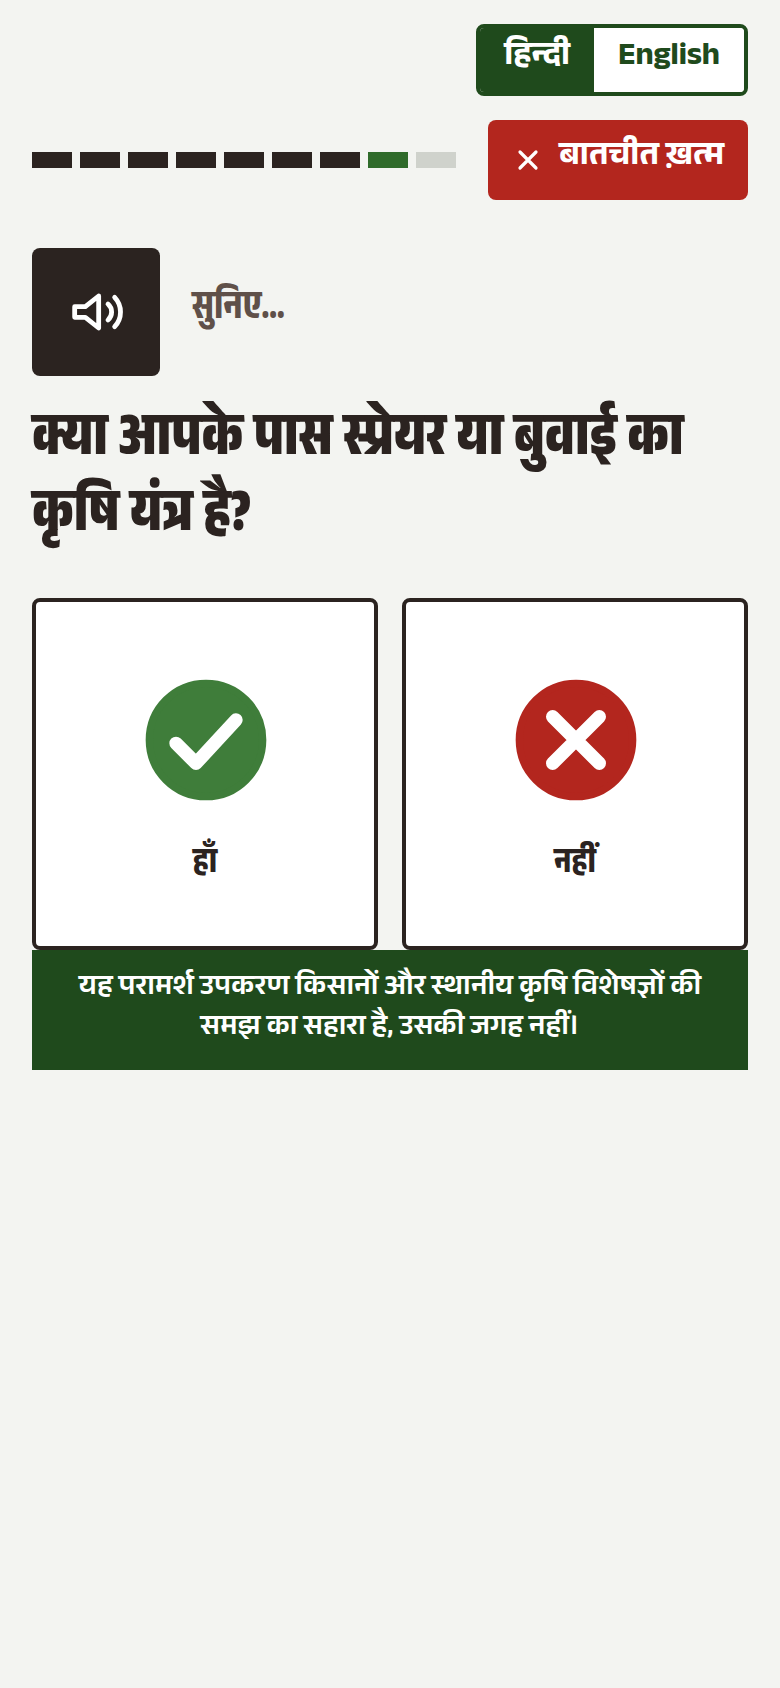 हिन्दी English
बातचीत ख़त्म
सुनिए...
क्या आपके पास स्प्रेयर या बुवाई का
कृषि यंत्र है?
हाँ नहीं
यह परामर्श उपकरण किसानों और स्थानीय कृषि विशेषज्ञों की
समझ का सहारा है, उसकी जगह नहीं।